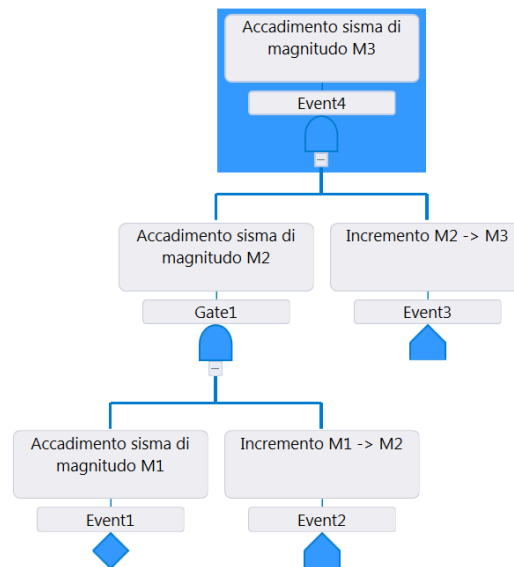 Accadimento sisma di
magnitudo M3
Event4
Accadimento sisma di
magnitudo M2
Gate1
Incremento M2 -> M3
Event3
Accadimento sisma di
magnitudo M1
Event1
Incremento M1 -> M2
Event2